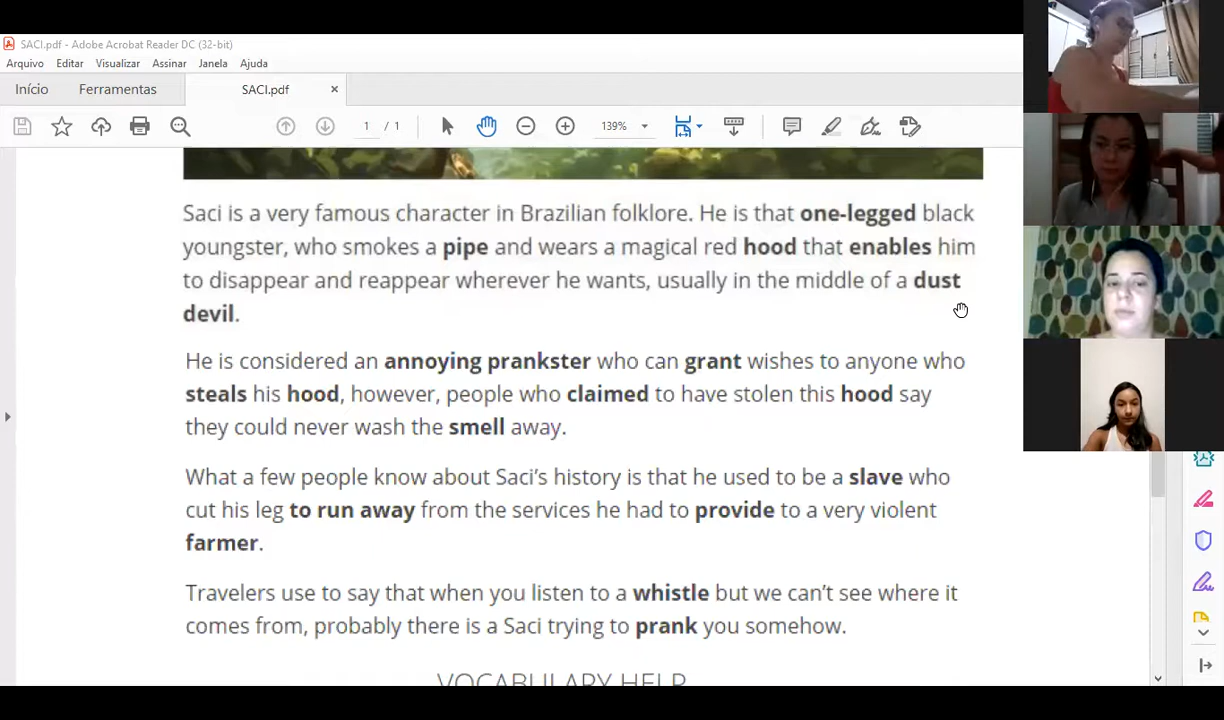 SACI.pdf - Adobe Acrobat Reader DC (32-bit)
Arquivo Editar Visualizar Assinar Janela Ajuda
Início Ferramentas SACI.pdf ×
1 / 1 139%
Saci is a very famous character in Brazilian folklore. He is that one-legged black
youngster, who smokes a pipe and wears a magical red hood that enables him
to disappear and reappear wherever he wants, usually in the middle of a dust
devil.
He is considered an annoying prankster who can grant wishes to anyone who
steals his hood, however, people who claimed to have stolen this hood say
they could never wash the smell away.
What a few people know about Saci's history is that he used to be a slave who
cut his leg to run away from the services he had to provide to a very violent
farmer.
Travelers use to say that when you listen to a whistle but we can't see where it
comes from, probably there is a Saci trying to prank you somehow.
VOCABULARY HELP